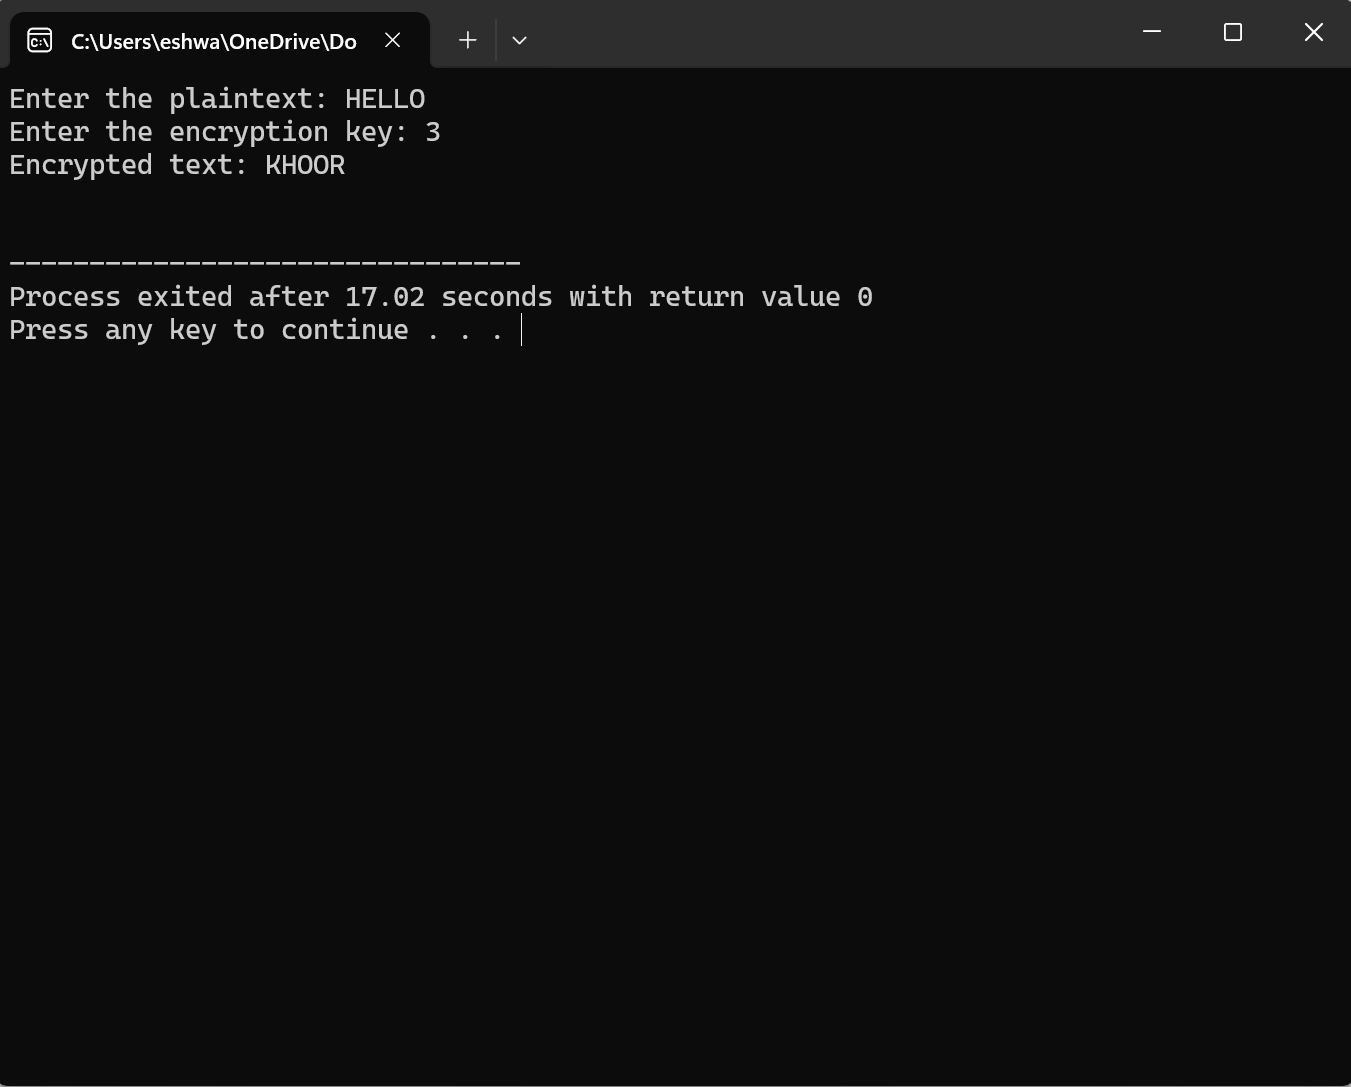 C:\Users\eshwa\OneDrive\Do
Enter the plaintext: HELLO
Enter the encryption key: 3
Encrypted text: KHOOR
--------------------------------
Process exited after 17.02 seconds with return value 0
Press any key to continue . . .